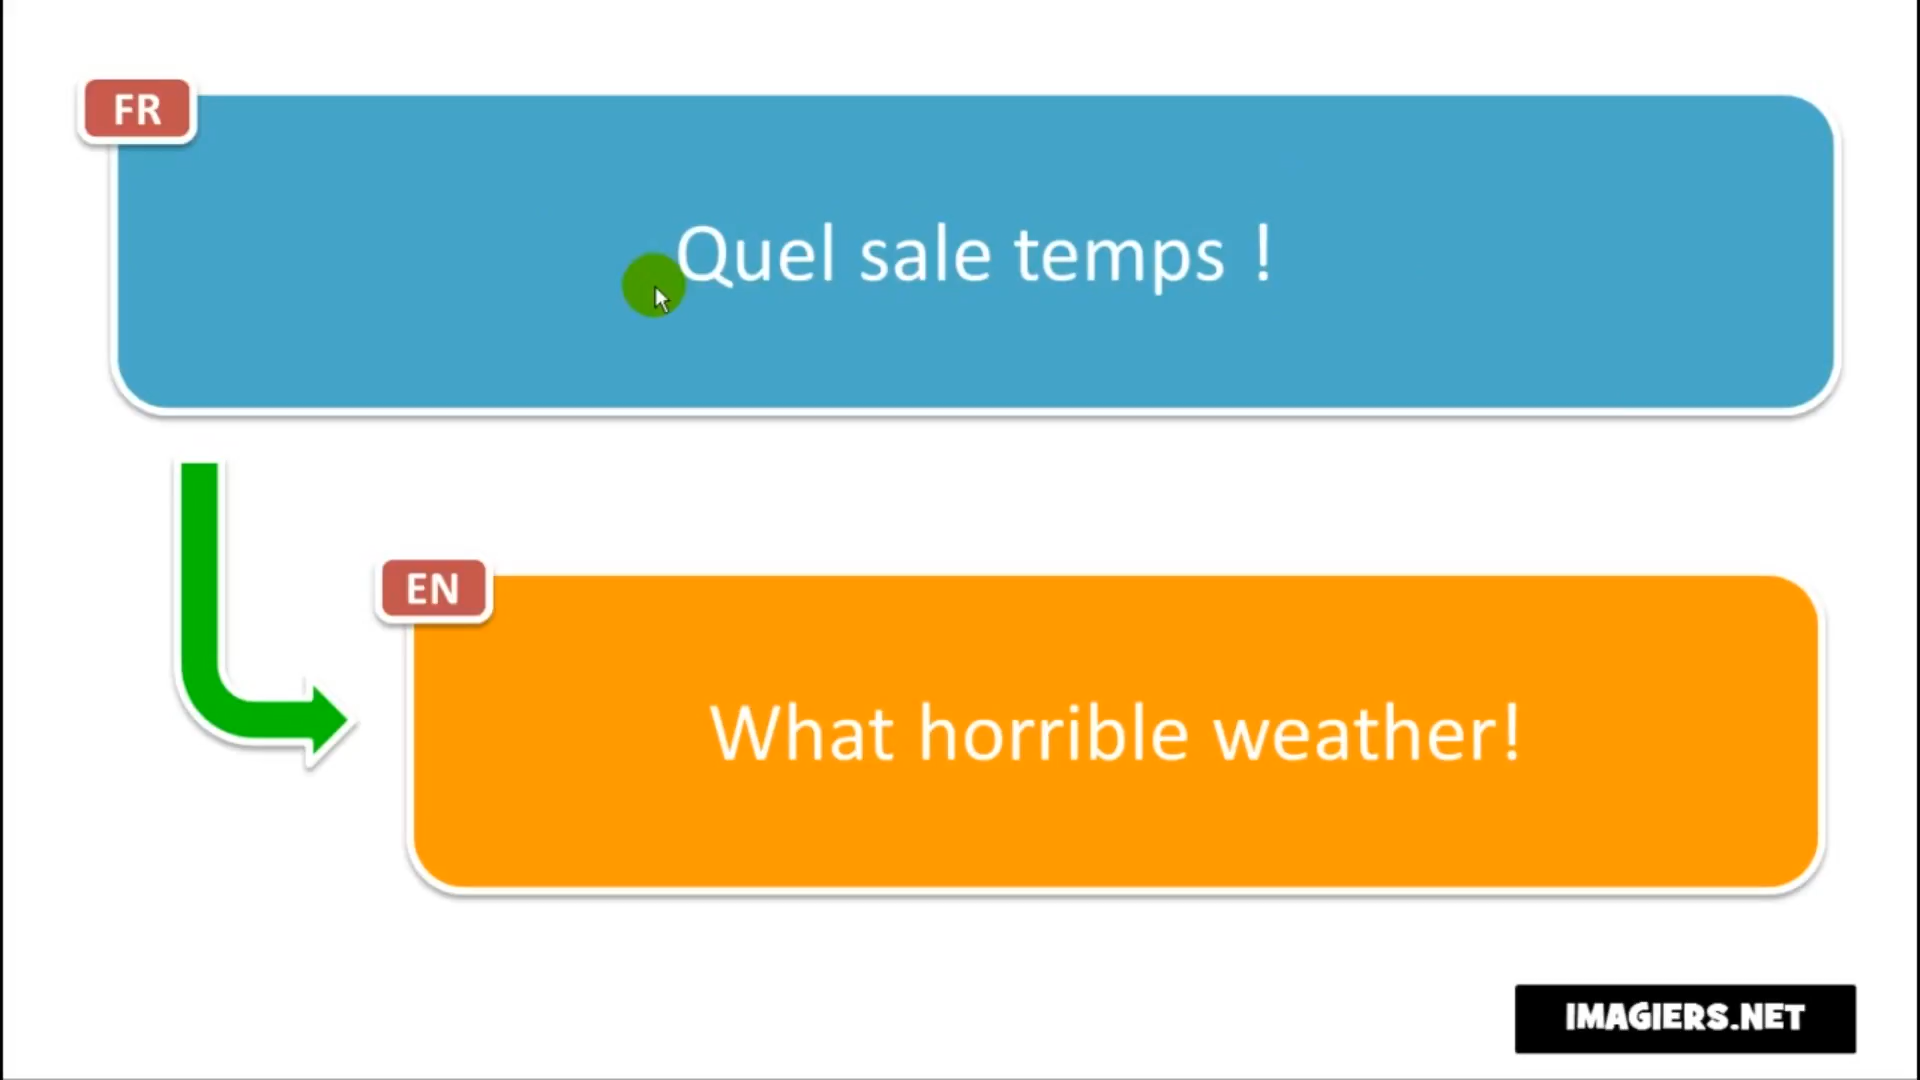 FR
Quel sale temps !
EN
What horrible weather!
IMAGIERS.NET